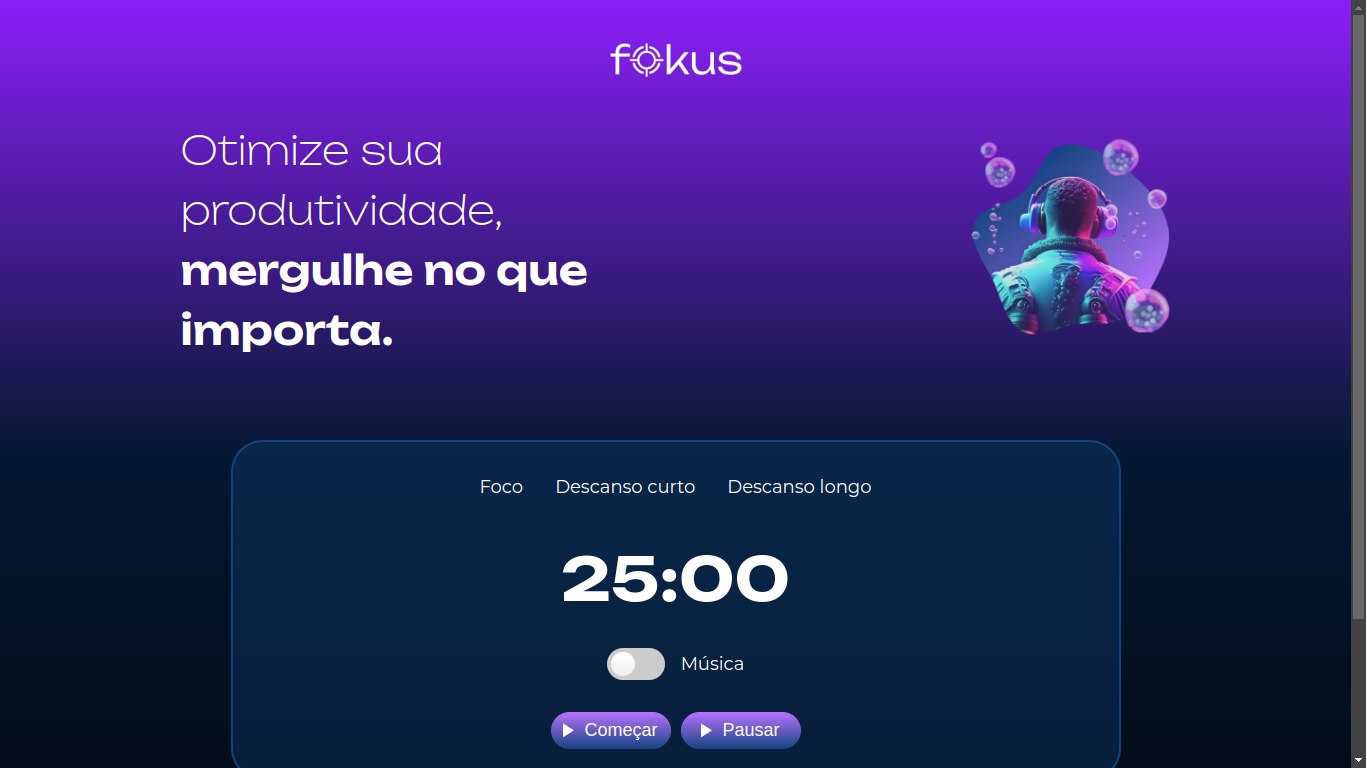 fokus
Otimize sua
produtividade,
mergulhe no que
importa.
Foco Descanso curto Descanso longo
25:00
Música
Começar Pausar